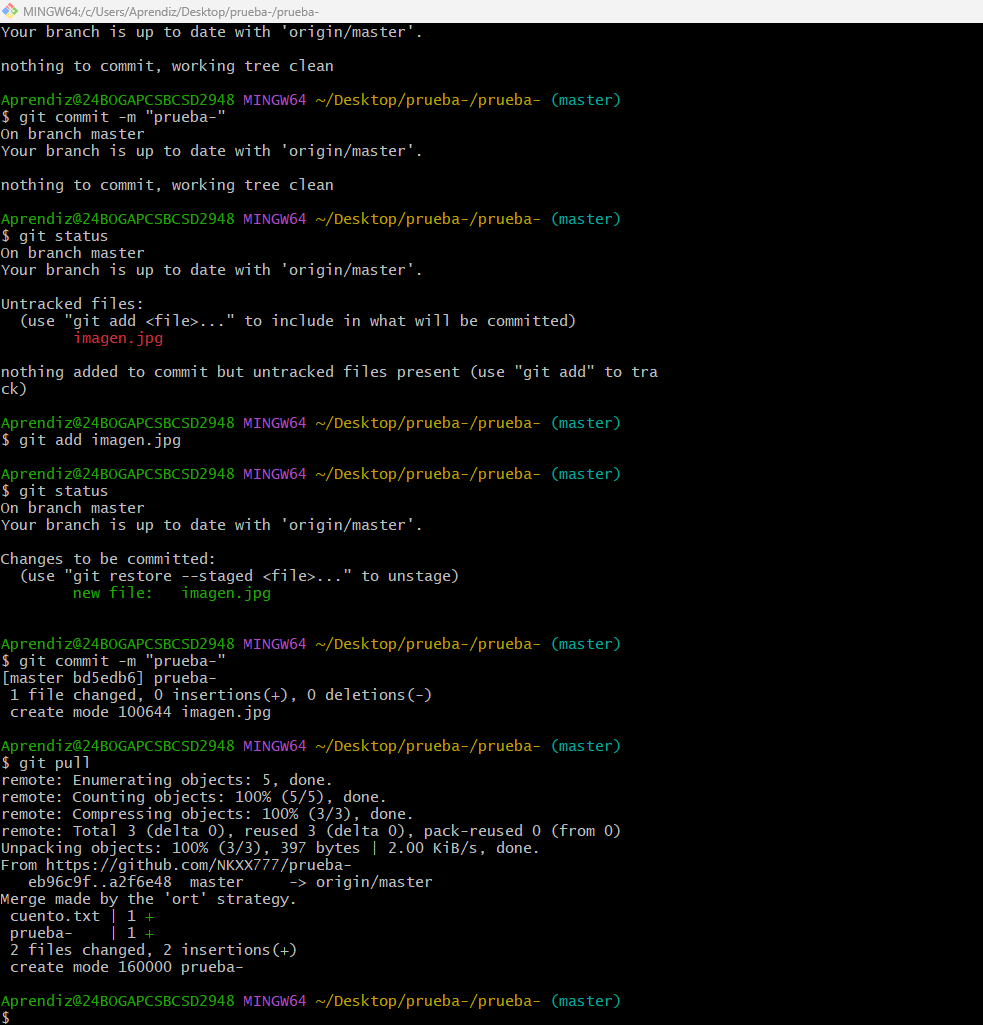 MINGW64:/c/Users/Aprendiz/Desktop/prueba-/prueba-
Your branch is up to date with 'origin/master'.
nothing to commit, working tree clean
Aprendiz@24BOGAPCSBCSD2948 MINGW64 ~/Desktop/prueba-/prueba- (master)
$ git commit -m "prueba-"
On branch master
Your branch is up to date with 'origin/master'.
nothing to commit, working tree clean
Aprendiz@24BOGAPCSBCSD2948 MINGW64 ~/Desktop/prueba-/prueba- (master)
$ git status
On branch master
Your branch is up to date with 'origin/master'.
Untracked files:
  (use "git add <file>..." to include in what will be committed)
        imagen.jpg
nothing added to commit but untracked files present (use "git add" to tra
ck)
Aprendiz@24BOGAPCSBCSD2948 MINGW64 ~/Desktop/prueba-/prueba- (master)
$ git add imagen.jpg
Aprendiz@24BOGAPCSBCSD2948 MINGW64 ~/Desktop/prueba-/prueba- (master)
$ git status
On branch master
Your branch is up to date with 'origin/master'.
Changes to be committed:
  (use "git restore --staged <file>..." to unstage)
        new file:   imagen.jpg
Aprendiz@24BOGAPCSBCSD2948 MINGW64 ~/Desktop/prueba-/prueba- (master)
$ git commit -m "prueba-"
[master bd5edb6] prueba-
 1 file changed, 0 insertions(+), 0 deletions(-)
 create mode 100644 imagen.jpg
Aprendiz@24BOGAPCSBCSD2948 MINGW64 ~/Desktop/prueba-/prueba- (master)
$ git pull
remote: Enumerating objects: 5, done.
remote: Counting objects: 100% (5/5), done.
remote: Compressing objects: 100% (3/3), done.
remote: Total 3 (delta 0), reused 3 (delta 0), pack-reused 0 (from 0)
Unpacking objects: 100% (3/3), 397 bytes | 2.00 KiB/s, done.
From https://github.com/NKXX777/prueba-
   eb96c9f..a2f6e48  master     -> origin/master
Merge made by the 'ort' strategy.
 cuento.txt | 1 +
 prueba-    | 1 +
 2 files changed, 2 insertions(+)
 create mode 160000 prueba-
Aprendiz@24BOGAPCSBCSD2948 MINGW64 ~/Desktop/prueba-/prueba- (master)
$